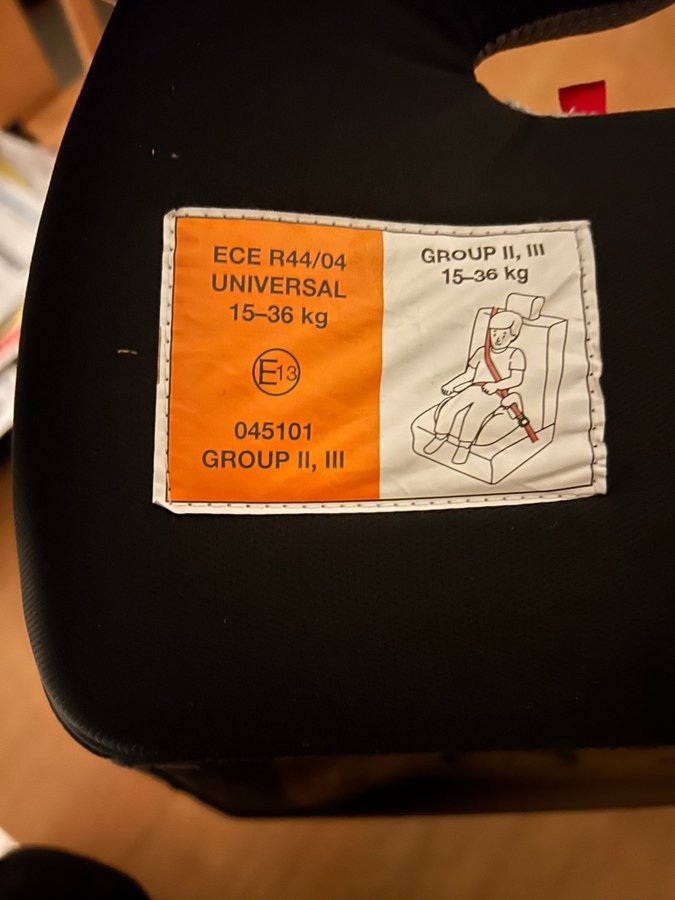 ECE R44/04
UNIVERSAL
15–36 kg
E13
045101
GROUP II, III
GROUP II, III
15–36 kg